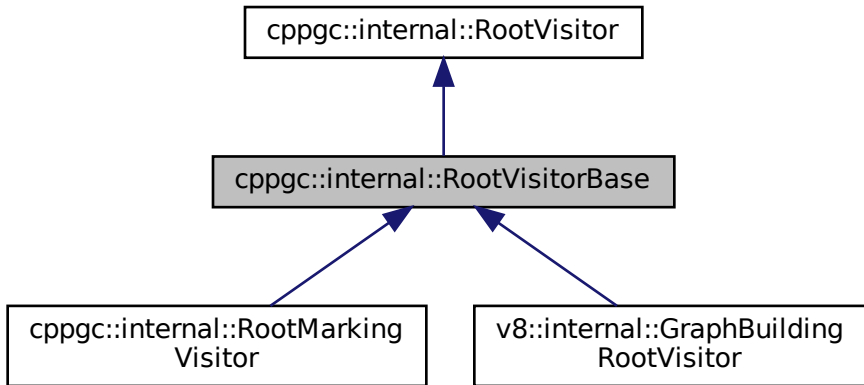 cppgc::internal::RootVisitor
cppgc::internal::RootVisitorBase
cppgc::internal::RootMarking
Visitor
v8::internal::GraphBuilding
RootVisitor